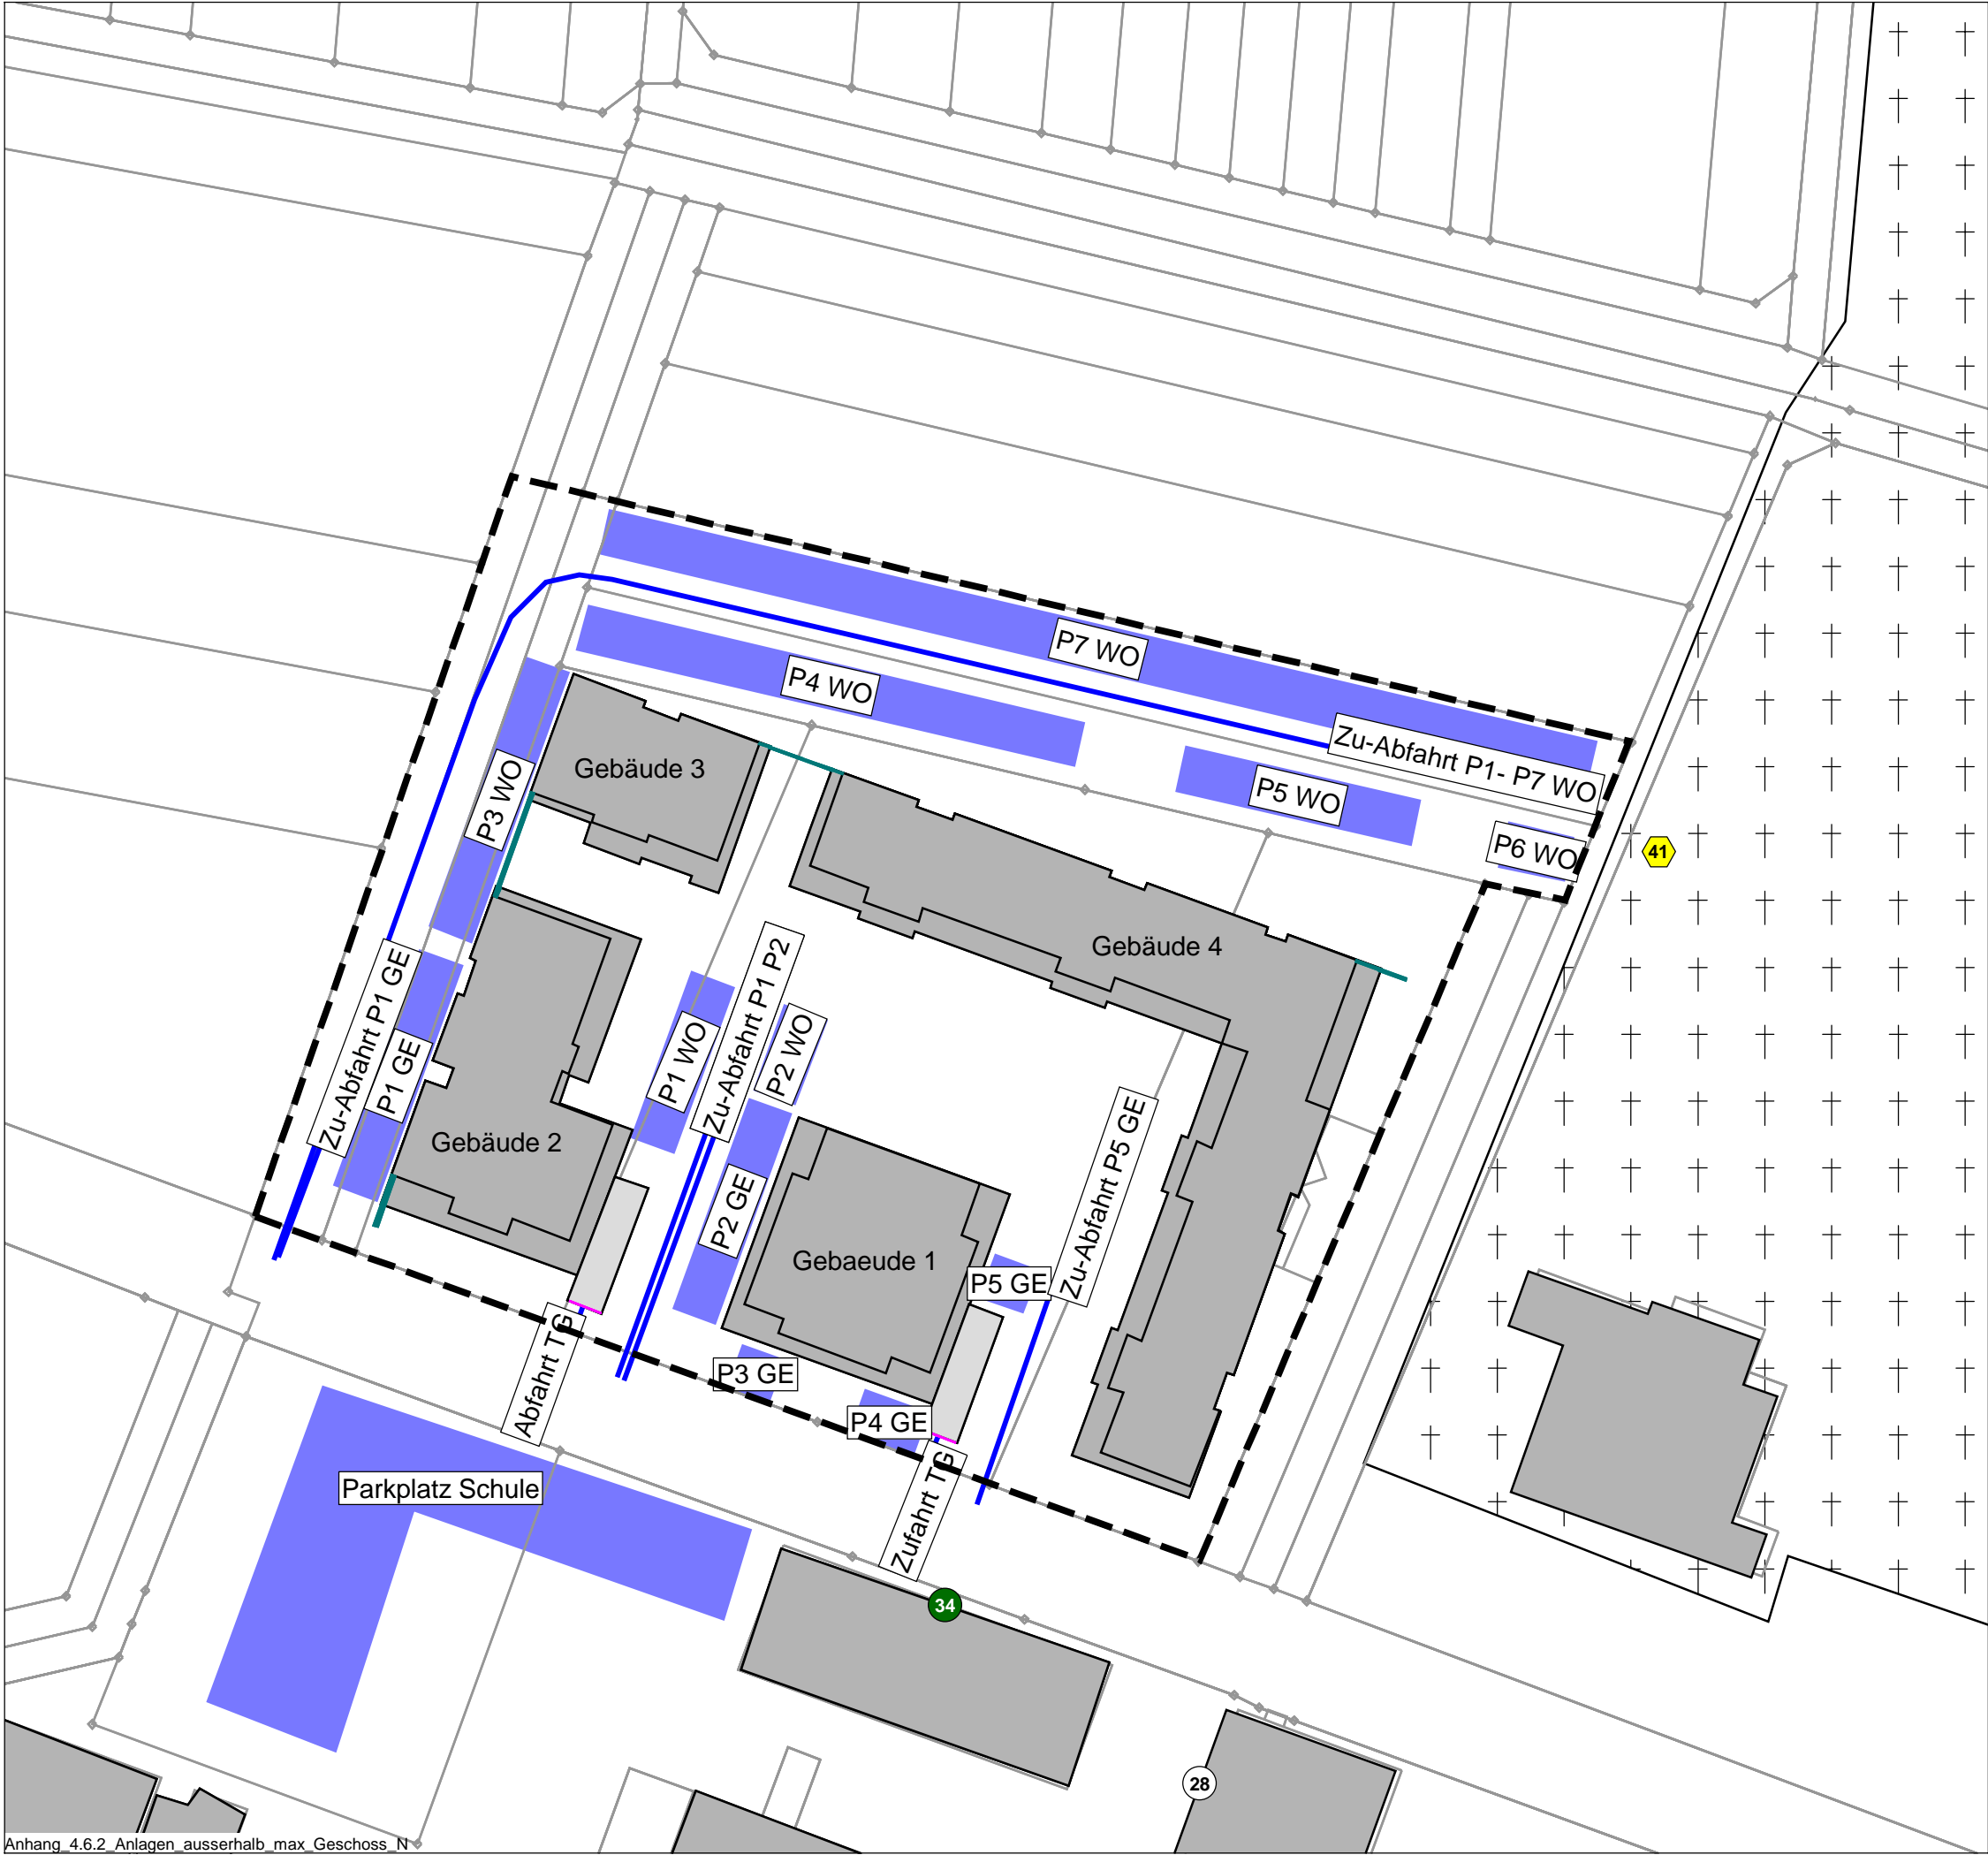 P7 WO
P4 WO
Zu-Abfahrt P1- P7 WO
Gebäude 3
P3 WO
P5 WO
P6 WO
41
Gebäude 4
Zu-Abfahrt P1 GE
P1 GE
P1 WO
Zu-Abfahrt P1 P2
P2 WO
Gebäude 2
P2 GE
Zu-Abfahrt P5 GE
Gebaeude 1
P5 GE
Abfahrt TG
P3 GE
P4 GE
Zufahrt TG
Parkplatz Schule
34
28
Anhang_4.6.2_Anlagen_ausserhalb_max_Geschoss_N